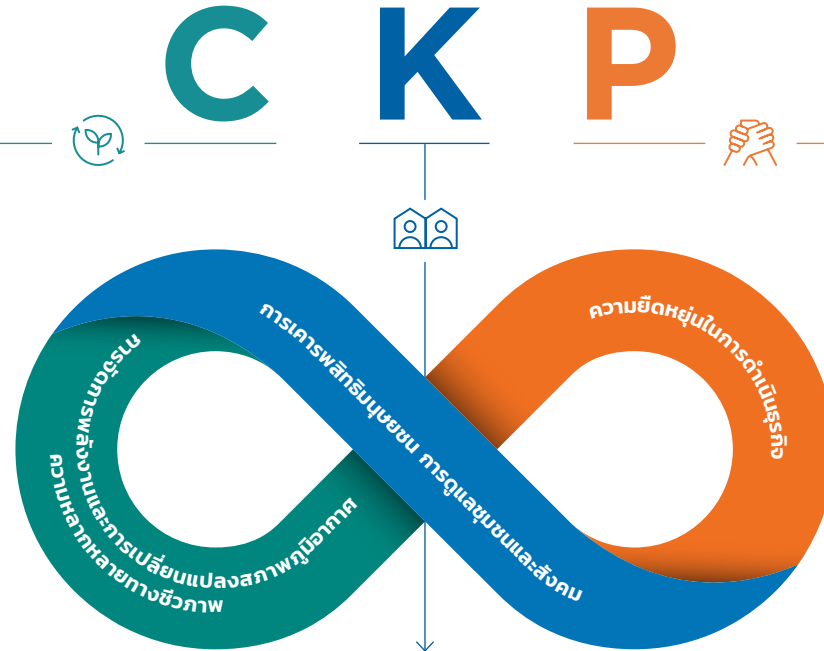 C K P
การจัดการพลังงานและการเปลี่ยนแปลงสภาพภูมิอากาศ
ความหลากหลายทางชีวภาพ
การเคารพสิทธิมนุษยชน การดูแลชุมชนและสังคม
ความยืดหยุ่นในการดำเนินธุรกิจ